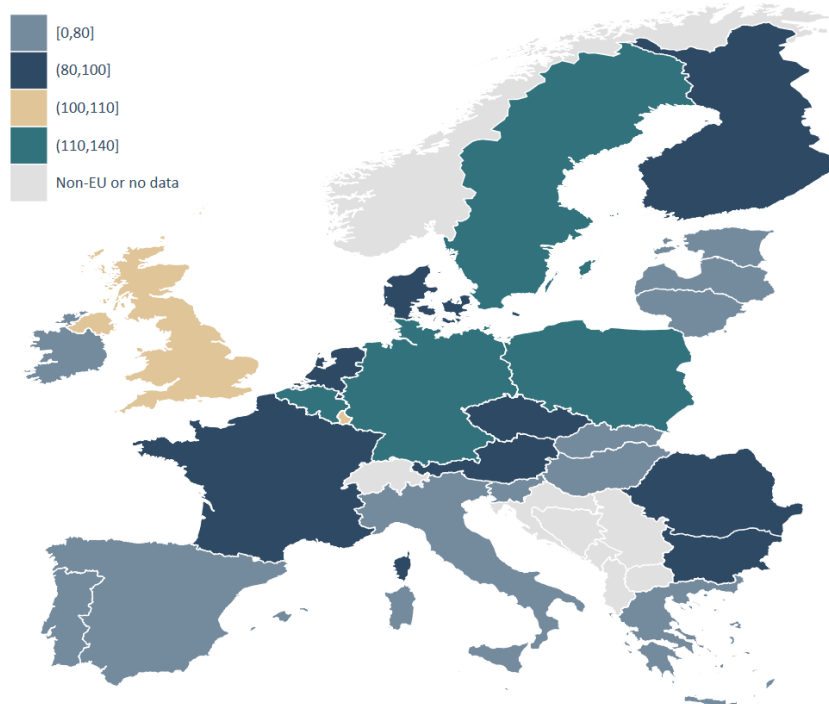 [0,80]
(80,100]
(100,110]
(110,140]
Non-EU or no data